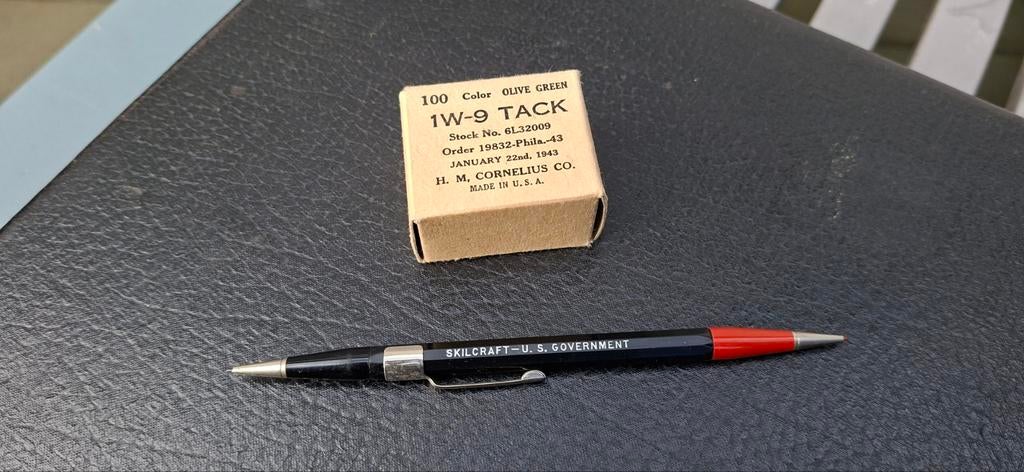 100 Color OLIVE GREEN
1W-9 TACK
Stock No. 6L32009
Order 19832-Phila.-43
JANUARY 22nd, 1943
H. M, CORNELIUS CO.
MADE IN U. S. A.
SKILCRAFT—U. S. GOVERNMENT